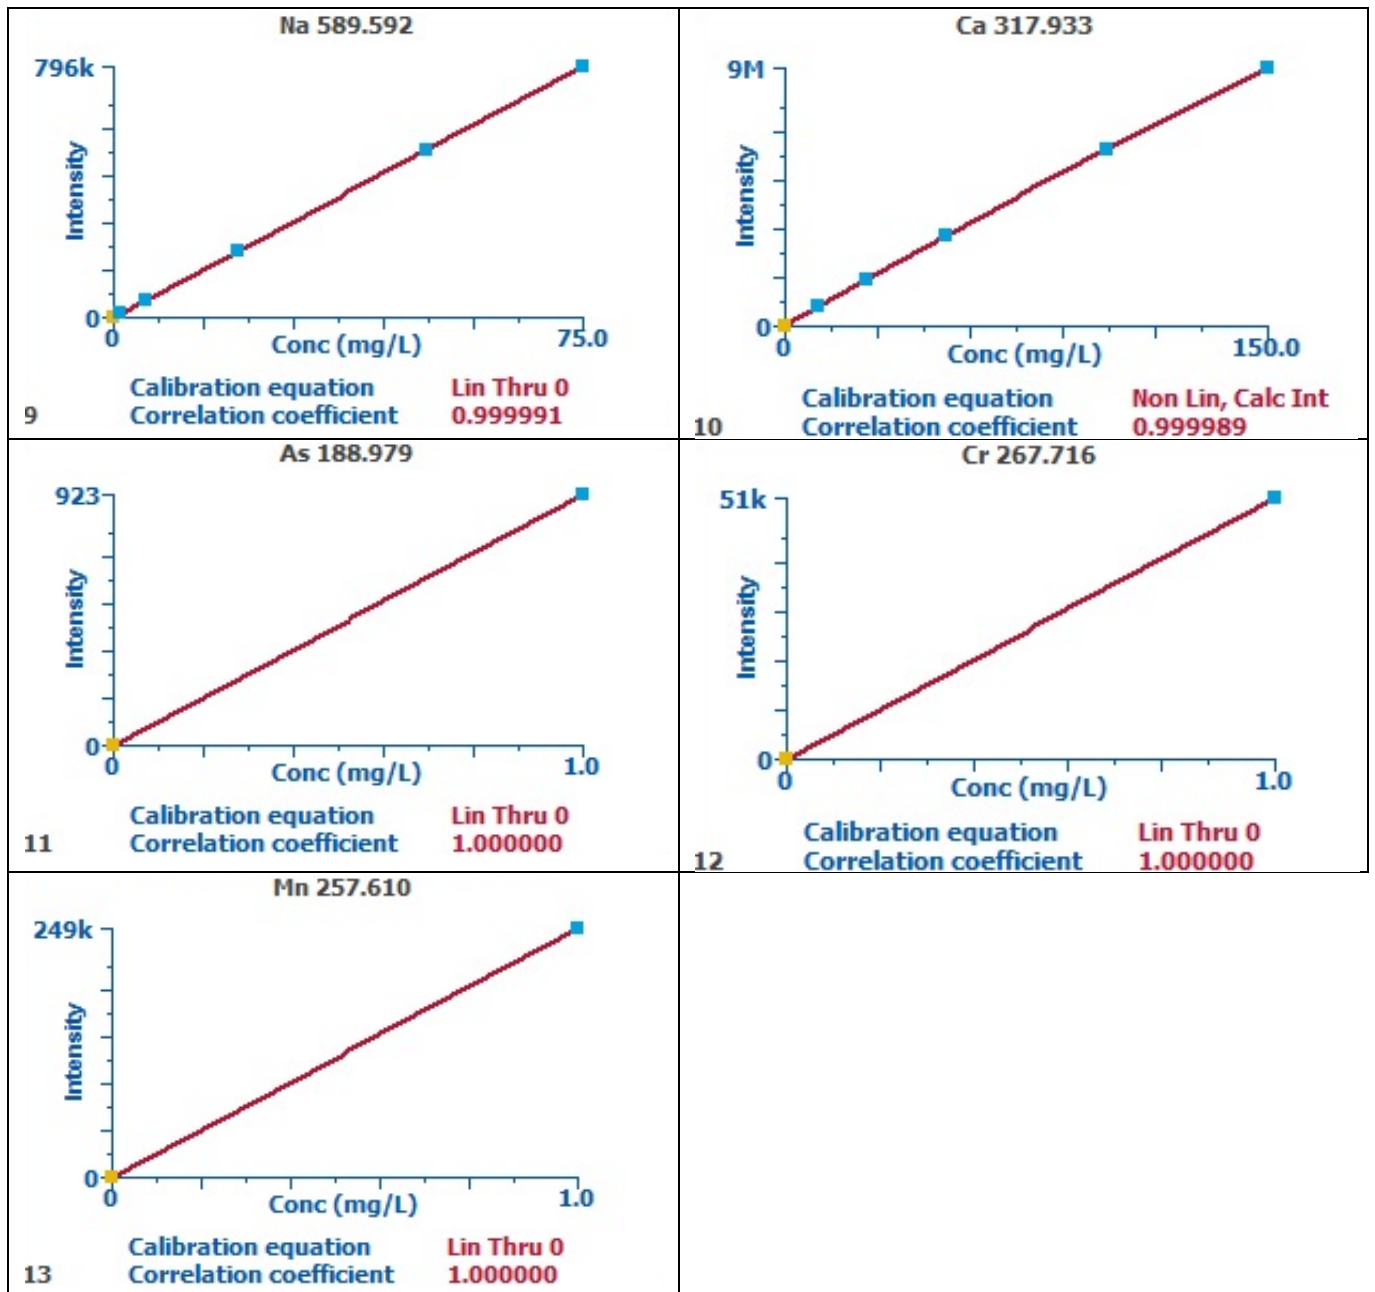 Na 589.592
796k
Intensity
0
0
75.0
Conc (mg/L)
Calibration equation Lin Thru 0
9 Correlation coefficient 0.999991
Ca 317.933
9M
Intensity
0
0
150.0
Conc (mg/L)
Calibration equation Non Lin, Calc Int
10 Correlation coefficient 0.999989
As 188.979
923
Intensity
0
0
1.0
Conc (mg/L)
Calibration equation Lin Thru 0
11 Correlation coefficient 1.000000
Cr 267.716
51k
Intensity
0
0
1.0
Conc (mg/L)
Calibration equation Lin Thru 0
12 Correlation coefficient 1.000000
Mn 257.610
249k
Intensity
0
0
1.0
Conc (mg/L)
Calibration equation Lin Thru 0
13 Correlation coefficient 1.000000